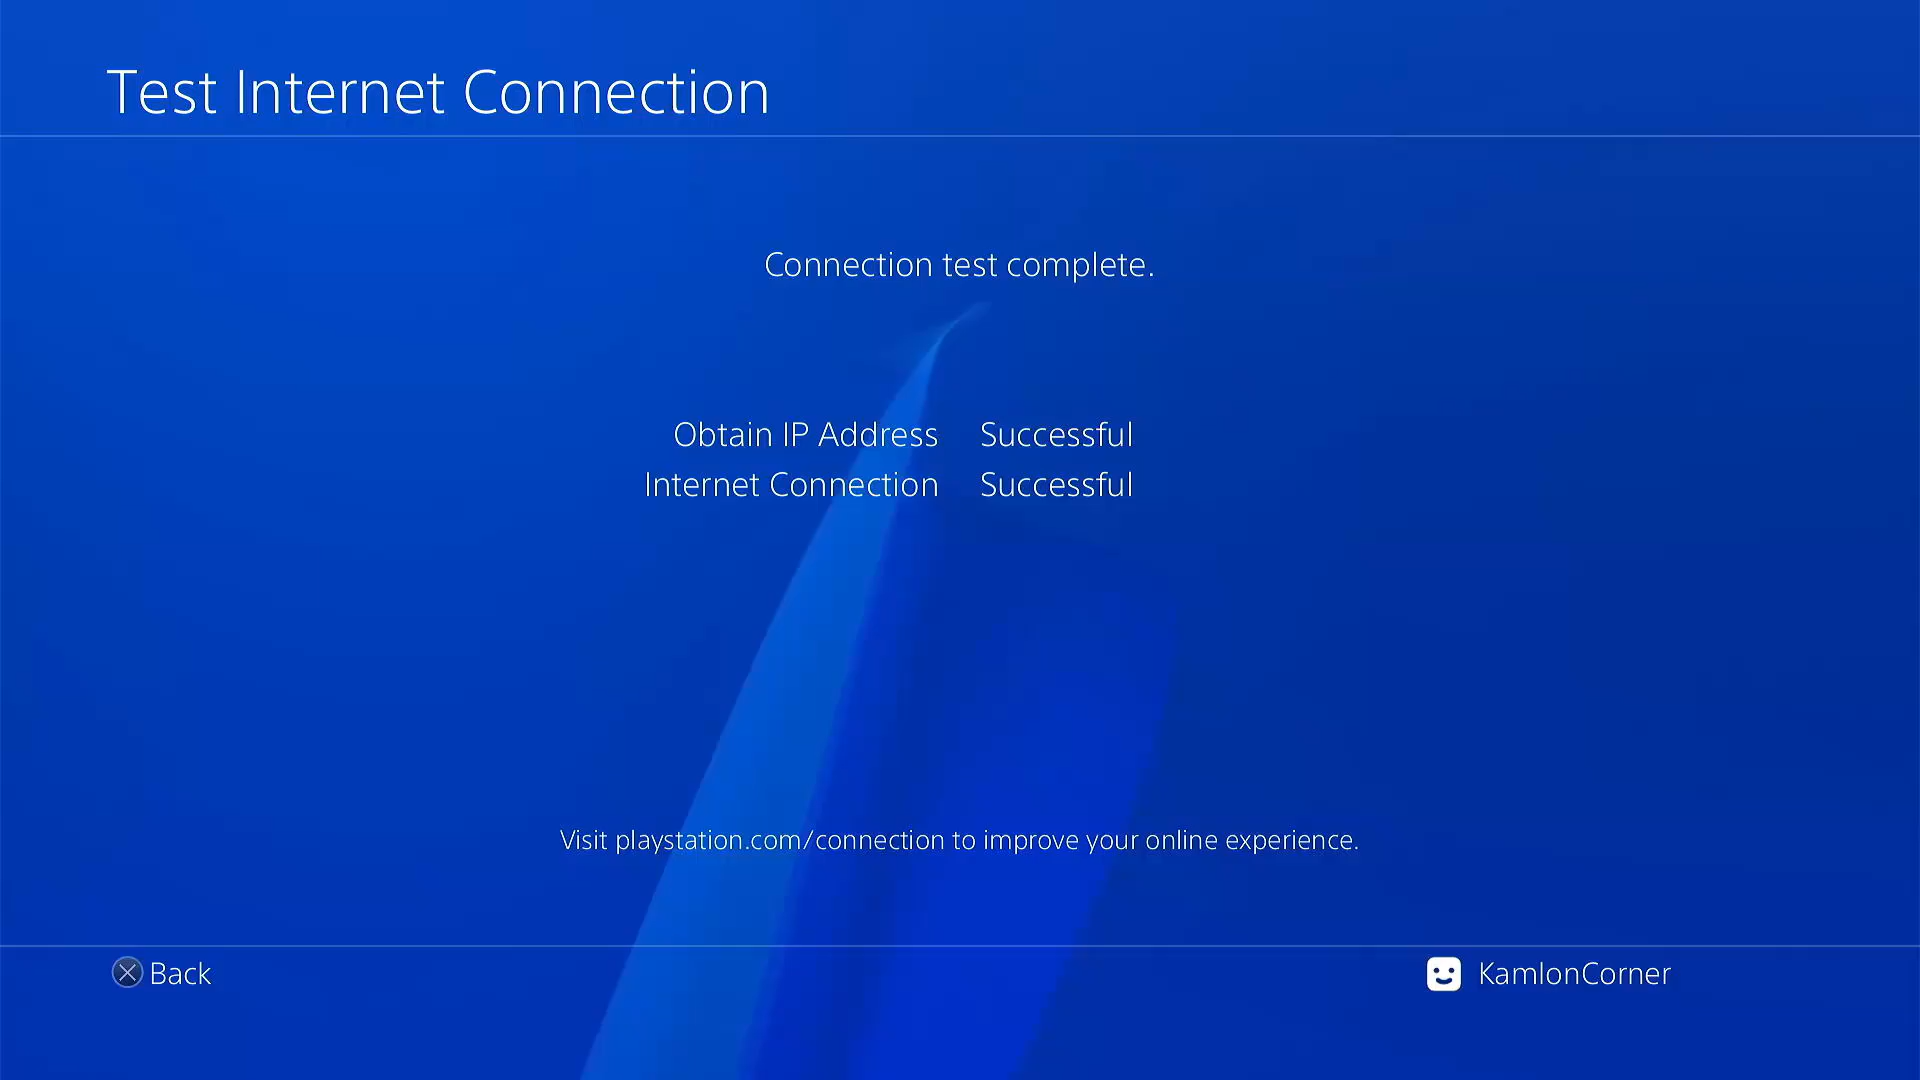 Test Internet Connection
Connection test complete.
Obtain IP Address Successful
Internet Connection Successful
Visit playstation.com/connection to improve your online experience.
Back
KamlonCorner